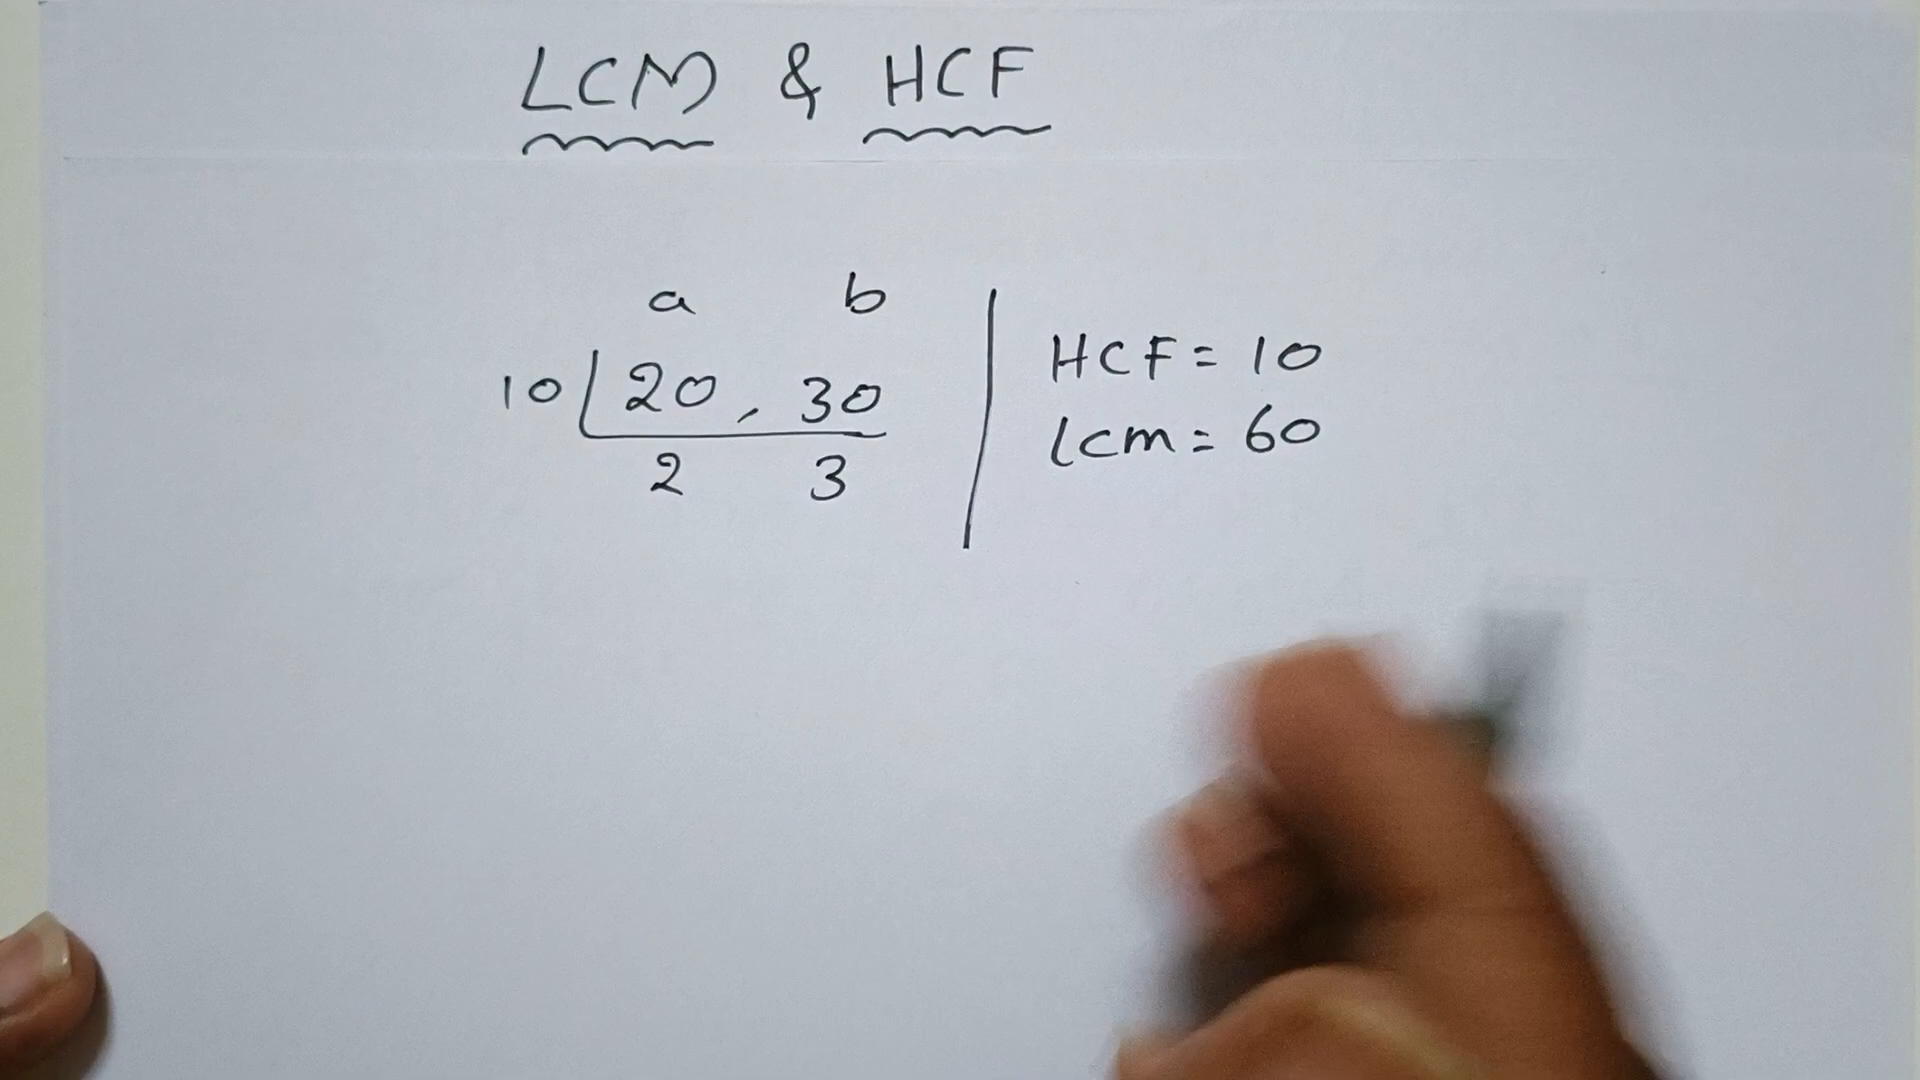 LCM & HCF
a b
10 20, 30
2 3
HCF = 10
lcm = 60